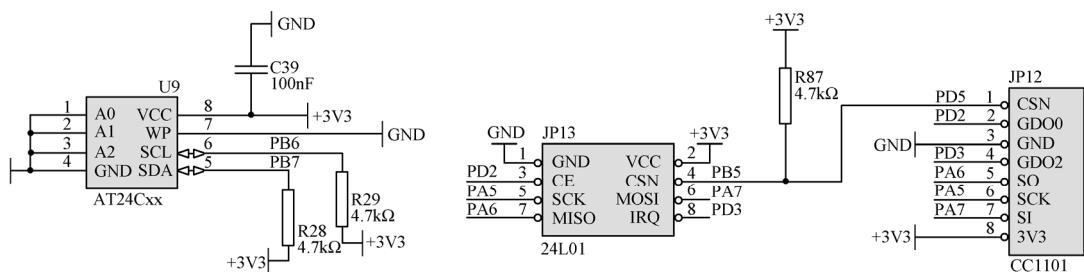 GND
C39
100nF
U9
1 A0 VCC 8 +3V3
2 A1 WP 7 GND
3 A2 SCL 6 PB6
4 GND SDA 5 PB7
AT24Cxx
R29
4.7kΩ
R28
4.7kΩ
+3V3
+3V3
+3V3
R87
4.7kΩ
JP13
GND +3V3
1 GND VCC 2
PD2 3 CE CSN 4 PB5
PA5 5 SCK MOSI 6 PA7
PA6 7 MISO IRQ 8 PD3
24L01
JP12
PD5 1 CSN
PD2 2 GDO0
GND 3 GND
PD3 4 GDO2
PA6 5 SO
PA5 6 SCK
PA7 7 SI
+3V3 8 3V3
CC1101